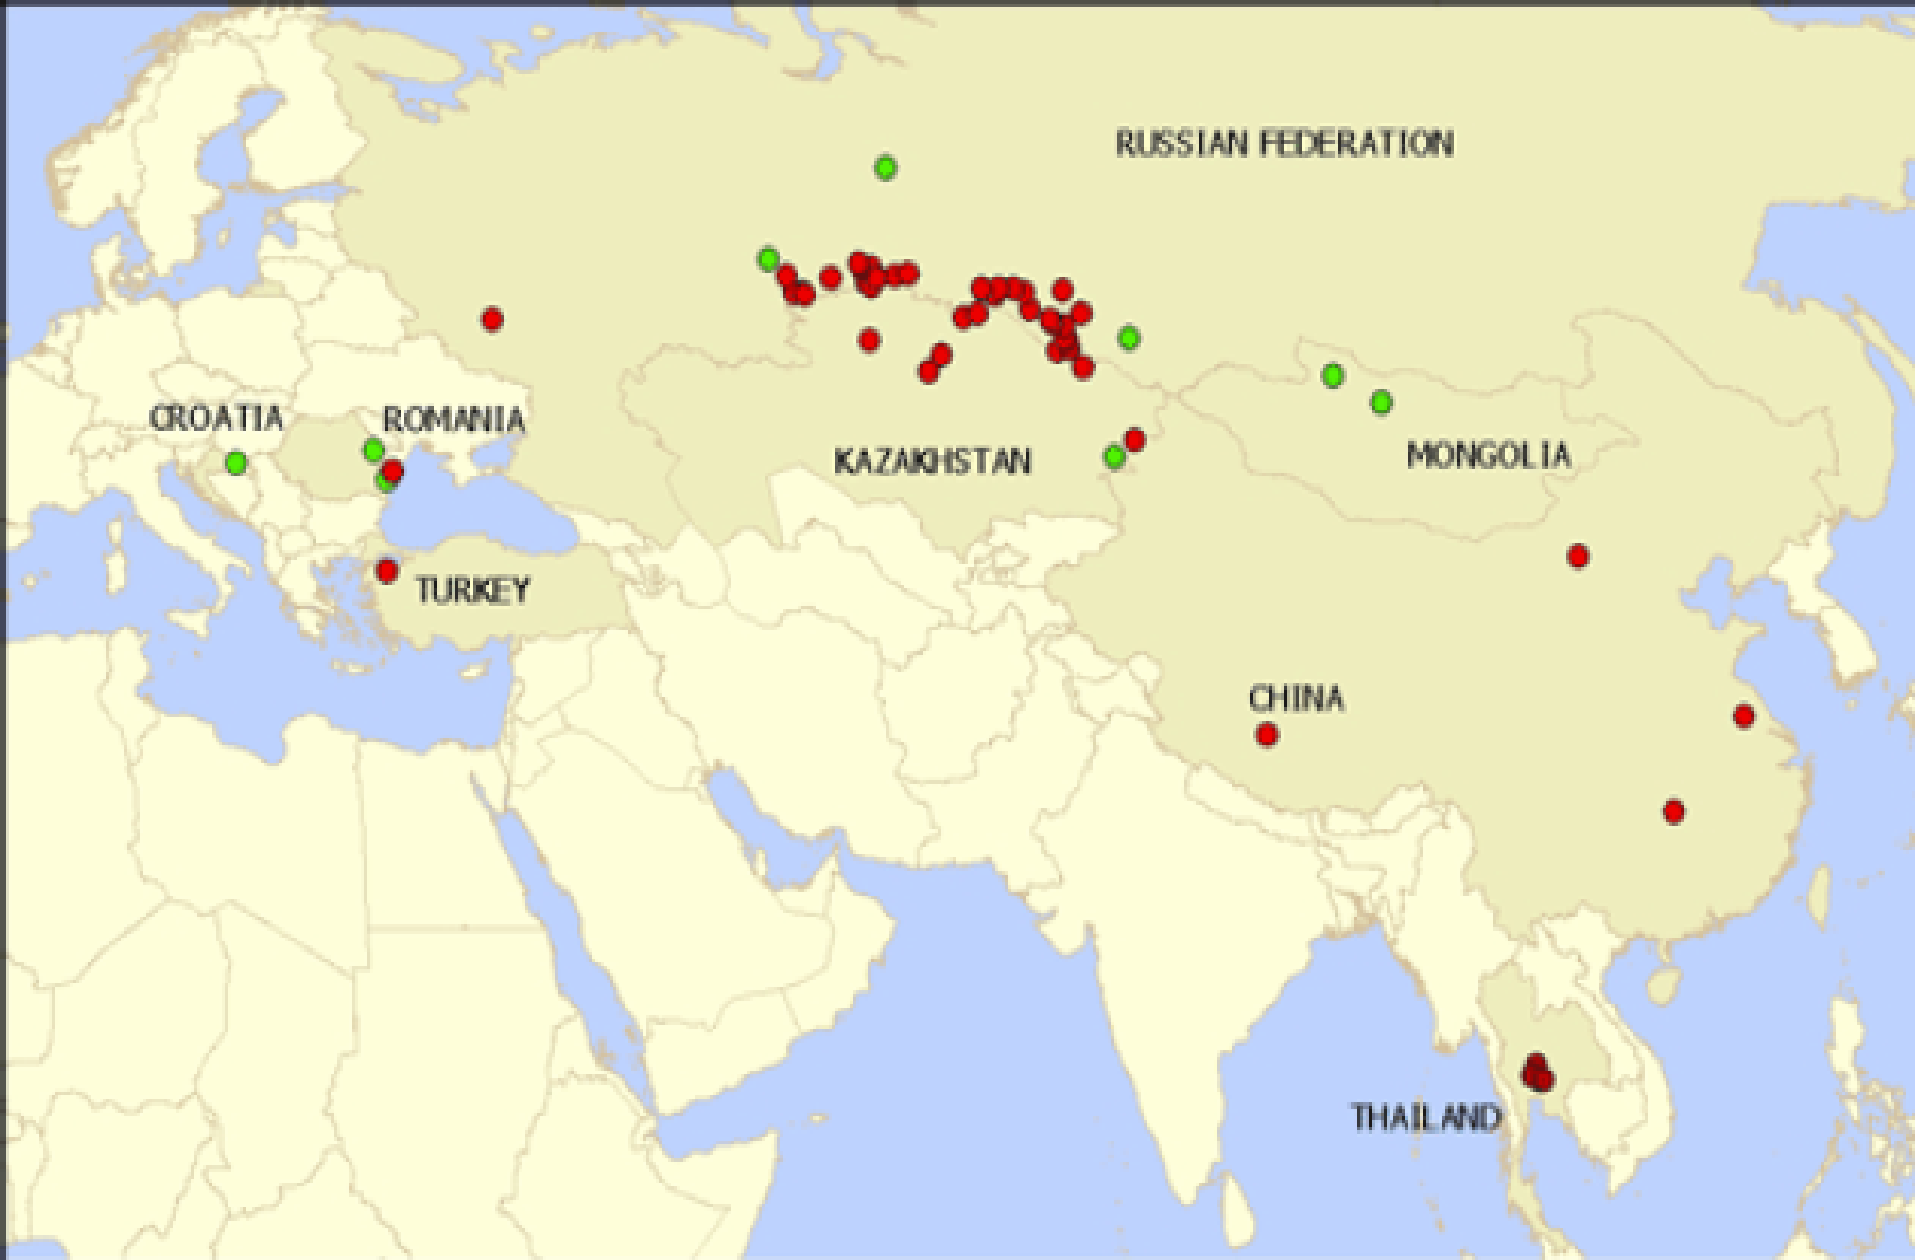 RUSSIAN FEDERATION
CROATIA
ROMANIA
KAZAKHSTAN
MONGOLIA
TURKEY
CHINA
THAILAND